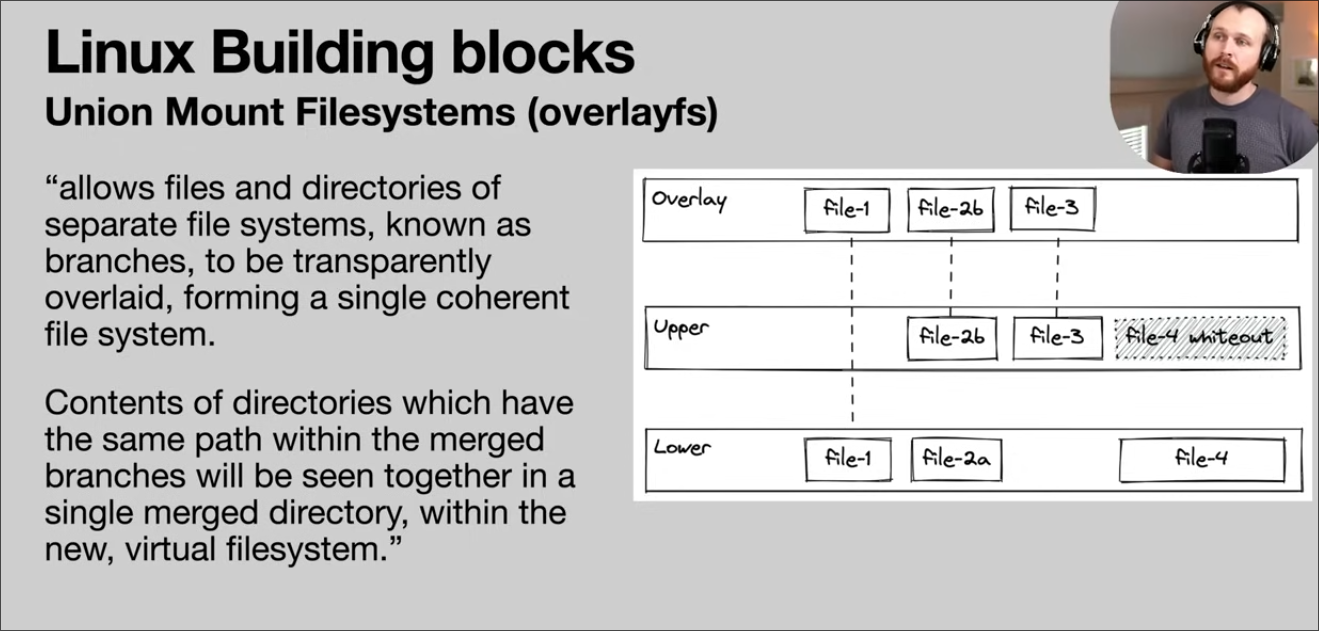 Linux Building blocks
Union Mount Filesystems (overlayfs)
“allows files and directories of
separate file systems, known as
branches, to be transparently
overlaid, forming a single coherent
file system.
Contents of directories which have
the same path within the merged
branches will be seen together in a
single merged directory, within the
new, virtual filesystem.”
Overlay file-1 file-2b file-3
Upper file-2b file-3 file-4 whiteout
Lower file-1 file-2a file-4